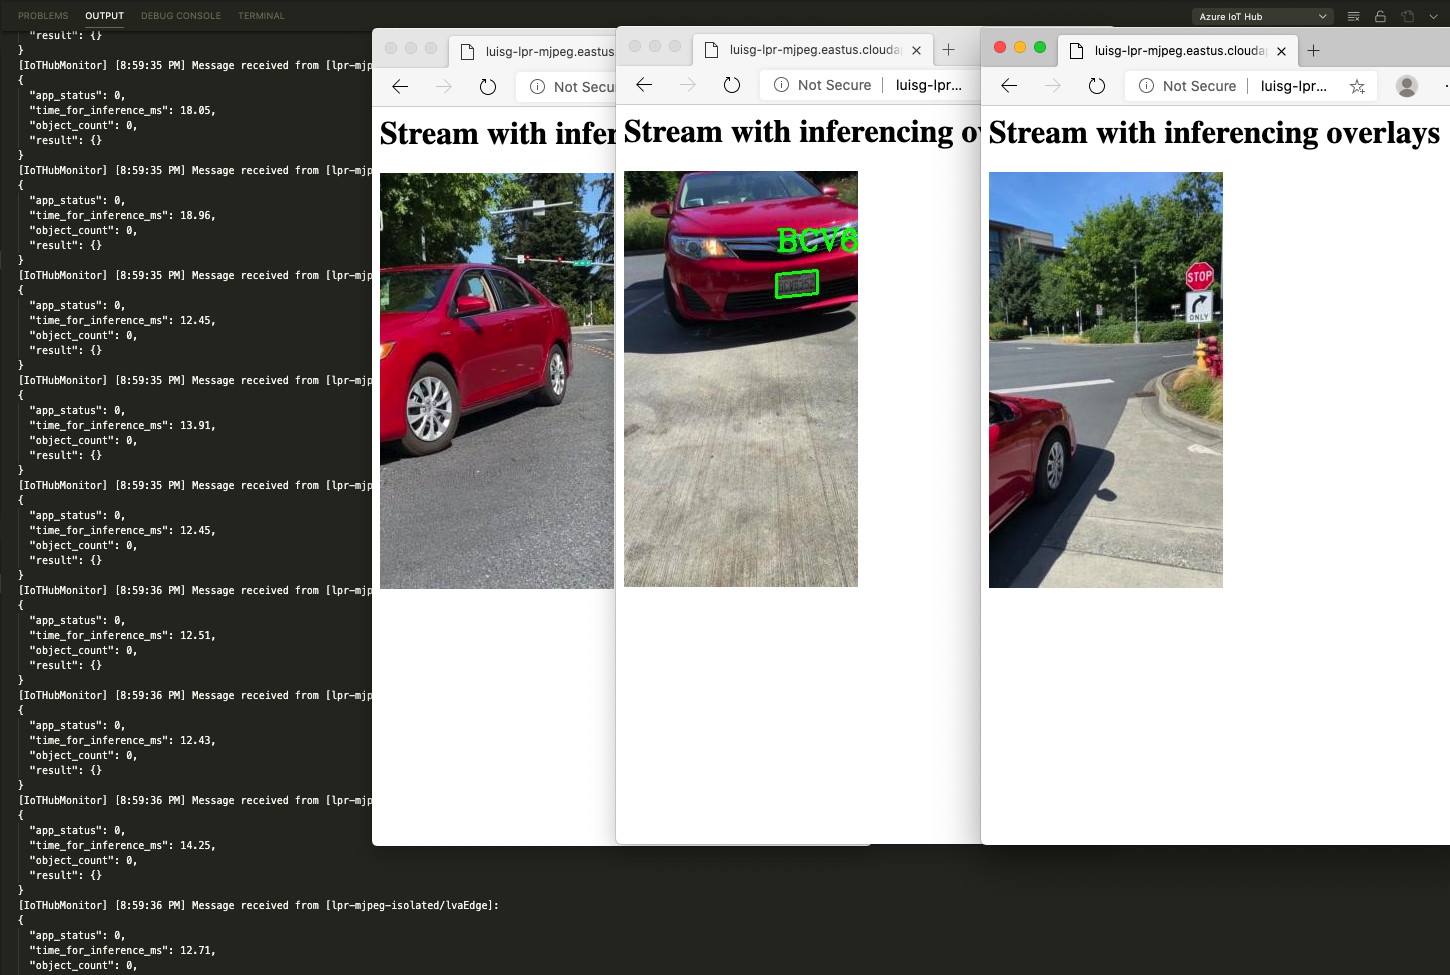 PROBLEMS OUTPUT DEBUG CONSOLE TERMINAL Azure IoT Hub
"result": {}
}
[IoTHubMonitor] [8:59:35 PM] Message received from [lpr-mjp
{
"app_status": 0,
"time_for_inference_ms": 18.05,
"object_count": 0,
"result": {}
}
[IoTHubMonitor] [8:59:35 PM] Message received from [lpr-mjp
{
"app_status": 0,
"time_for_inference_ms": 18.96,
"object_count": 0,
"result": {}
}
[IoTHubMonitor] [8:59:35 PM] Message received from [lpr-mjp
{
"app_status": 0,
"time_for_inference_ms": 12.45,
"object_count": 0,
"result": {}
}
[IoTHubMonitor] [8:59:35 PM] Message received from [lpr-mjp
{
"app_status": 0,
"time_for_inference_ms": 13.91,
"object_count": 0,
"result": {}
}
[IoTHubMonitor] [8:59:35 PM] Message received from [lpr-mjp
{
"app_status": 0,
"time_for_inference_ms": 12.45,
"object_count": 0,
"result": {}
}
[IoTHubMonitor] [8:59:36 PM] Message received from [lpr-mjp
{
"app_status": 0,
"time_for_inference_ms": 12.51,
"object_count": 0,
"result": {}
}
[IoTHubMonitor] [8:59:36 PM] Message received from [lpr-mjp
{
"app_status": 0,
"time_for_inference_ms": 12.43,
"object_count": 0,
"result": {}
}
[IoTHubMonitor] [8:59:36 PM] Message received from [lpr-mjp
{
"app_status": 0,
"time_for_inference_ms": 14.25,
"object_count": 0,
"result": {}
}
[IoTHubMonitor] [8:59:36 PM] Message received from [lpr-mjpeg-isolated/lvaEdge]:
{
"app_status": 0,
"time_for_inference_ms": 12.71,
"object_count": 0,
luisg-lpr-mjpeg.eastus
Not Secu
Stream with infer
luisg-lpr-mjpeg.eastus.clouda
Not Secure luisg-lpr...
Stream with inferencing ov
BCV8
luisg-lpr-mjpeg.eastus.clouda
Not Secure luisg-lpr...
Stream with inferencing overlays
STOP
ONLY